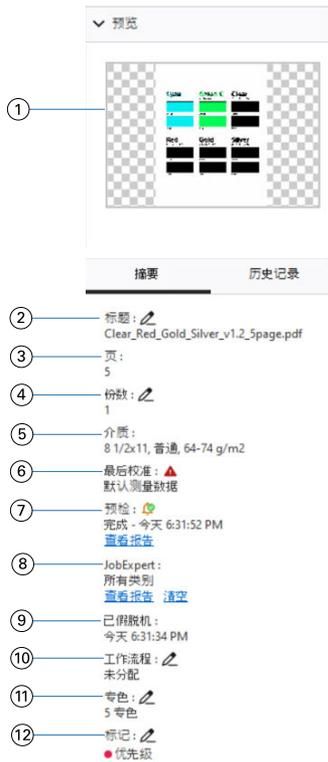 预览
1
Clear
Red Gold Silver
摘要 历史记录
2 标题：
Clear_Red_Gold_Silver_v1.2_5page.pdf
3 页：
5
4 份数：
1
5 介质：
8 1/2x11, 普通, 64-74 g/m2
6 最后校准：
默认测量数据
7 预检：
完成 - 今天 6:31:52 PM
查看报告
8 JobExpert：
所有类别
查看报告 清空
9 已假脱机：
今天 6:31:34 PM
10 工作流程：
未分配
11 专色：
5 专色
12 标记：
优先级